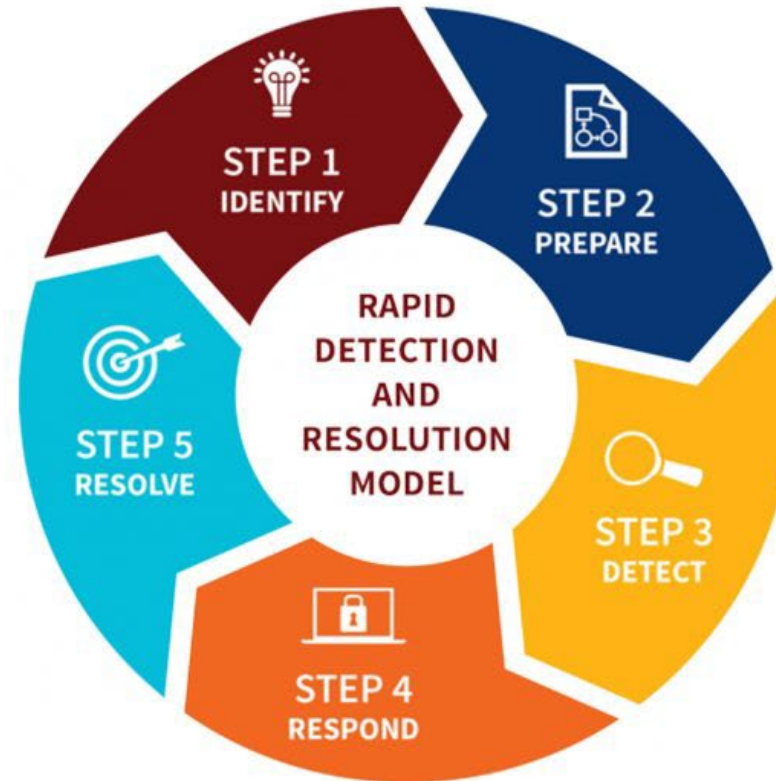 STEP 1
IDENTIFY
STEP 2
PREPARE
STEP 3
DETECT
STEP 4
RESPOND
STEP 5
RESOLVE
RAPID
DETECTION
AND
RESOLUTION
MODEL